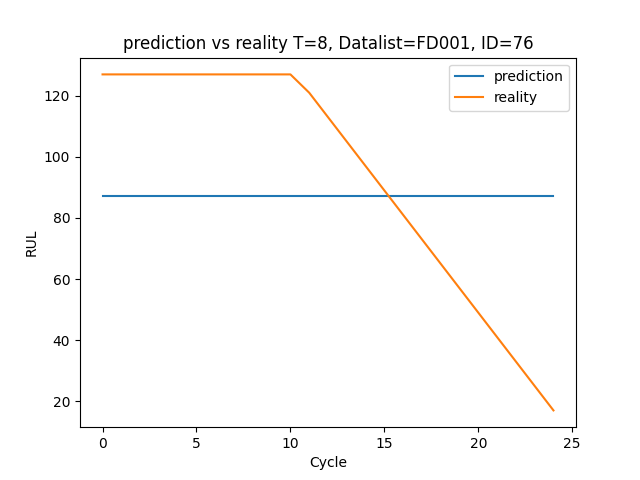 prediction vs reality T=8, Datalist=FD001, ID=76
prediction
reality
120
100
80
60
40
20
RUL
0 5 10 15 20 25
Cycle